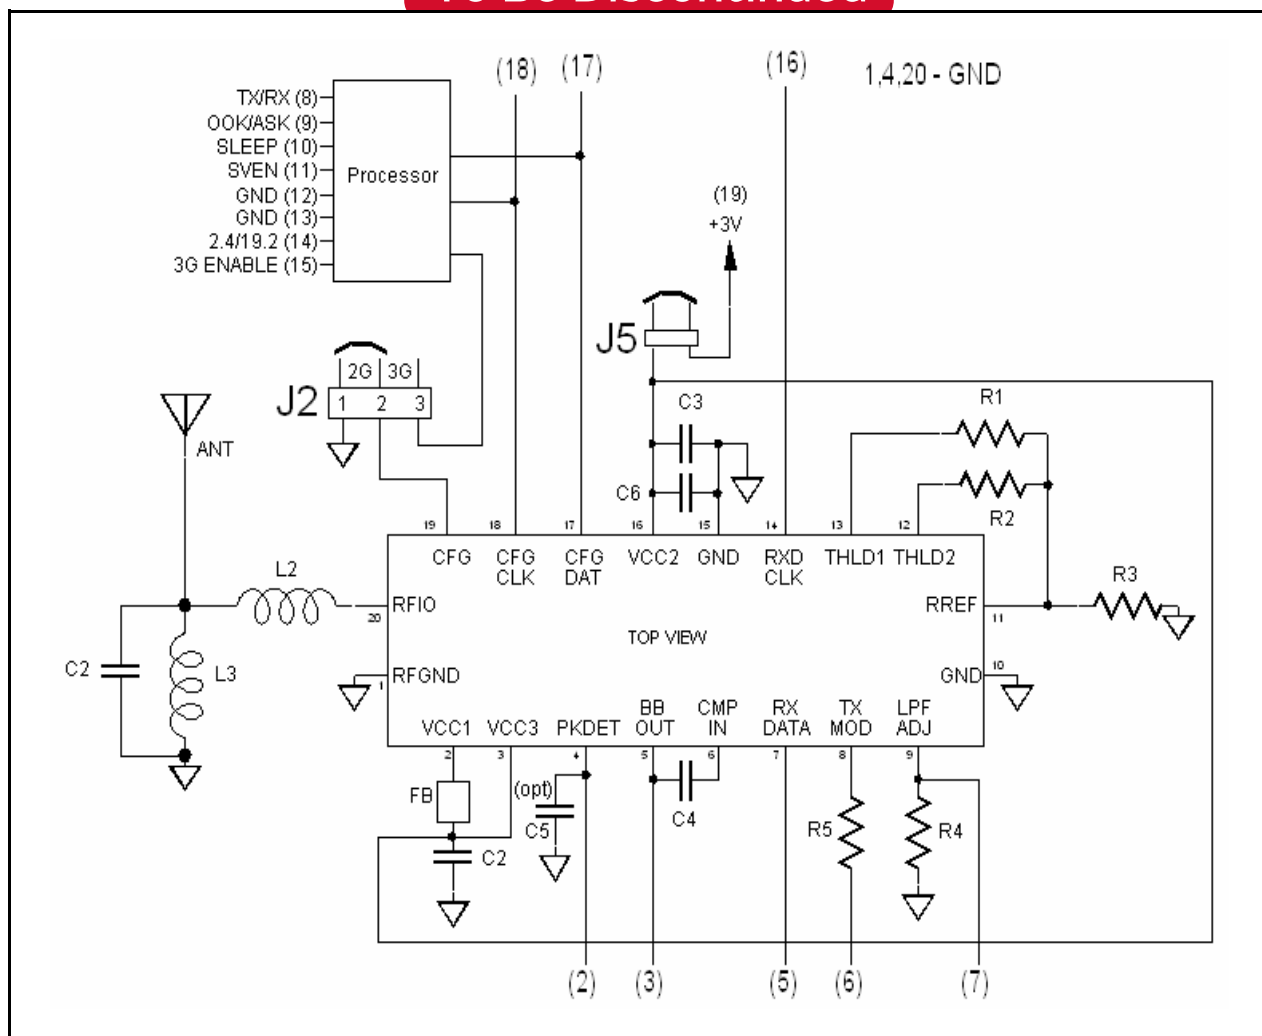 To Be Discontinued
(18) (17) (16) 1,4,20 - GND
TX/RX (8)
OOK/ASK (9)
SLEEP (10)
SVEN (11)
GND (12)
GND (13)
2.4/19.2 (14)
3G ENABLE (15)
Processor
(19)
+3V
J5
J2
2G 3G
1 2 3
ANT
C3
C6
R1
R2
R3
19 18 17 16 15 14 13 12
CFG
CFG
CLK
CFG
DAT
VCC2
GND
RXD
CLK
THLD1
THLD2
L2
20
RFIO
RREF
11
TOP VIEW
C2
L3
1
RFGND
GND
10
VCC1
VCC3
PKDET
BB
OUT
CMP
IN
RX
DATA
TX
MOD
LPF
ADJ
2 3 4 5 6 7 8 9
FB
(opt)
C5
C4
R5
R4
C2
(2) (3) (5) (6) (7)